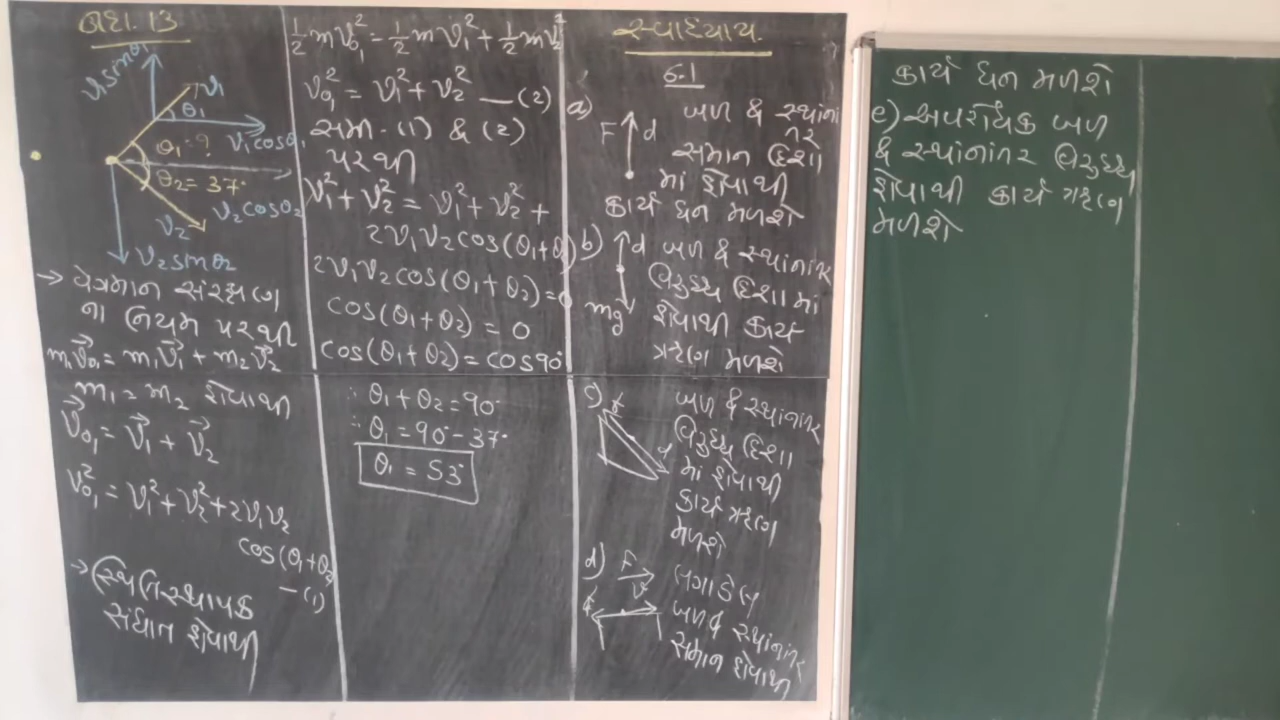 ઉદા. 13
v₁sinθ₁
v₁
θ₁
v₁cosθ₁
θ₁=?
θ₂= 37°
v₂cosθ₂
v₂
v₂sinθ₂
→ વેગમાન સંરક્ષણ
ના નિયમ પરથી
m₁v⃗₀₁ = m₁v⃗₁ + m₂v⃗₂
m₁ = m₂ હોવાથી
v⃗₀₁ = v⃗₁ + v⃗₂
v₀₁² = v₁²+v₂²+2v₁v₂
cos(θ₁+θ₂)
—(1)
→ સ્થિતિસ્થાપક
સંઘાત હોવાથી
½mv₀₁² = ½mv₁² + ½mv₂²
v₀₁² = v₁² + v₂² —(2)
સમી-(1) & (2)
પરથી
v₁² + v₂² = v₁² + v₂² +
2v₁v₂cos(θ₁+θ₂)
2v₁v₂cos(θ₁+θ₂)=0
cos(θ₁+θ₂) = 0
cos(θ₁+θ₂) = cos90°
∴ θ₁ + θ₂ = 90°
∴ θ₁ = 90° - 37°
θ₁ = 53°
સ્વાધ્યાય.
6.1
a)
F
d
બળ & સ્થાનાં
તર
સમાન દિશા
માં હોવાથી
કાર્ય ધન મળશે
b)
d
mg
બળ & સ્થાનાંતર
વિરુધ્ધ દિશા માં
હોવાથી કાર્ય
ઋણ મળશે
c)
d
બળ & સ્થાનાંતર
વિરુધ્ધ દિશા
માં હોવાથી
કાર્ય ઋણ
મળશે
d)
F
v
લગાડેલ
બળ & સ્થાનાંતર
સમાન હોવાથી
કાર્ય ધન મળશે
e) અવરોધક બળ
& સ્થાનાંતર વિરુધ્ધ
હોવાથી કાર્ય ઋણ
મળશે